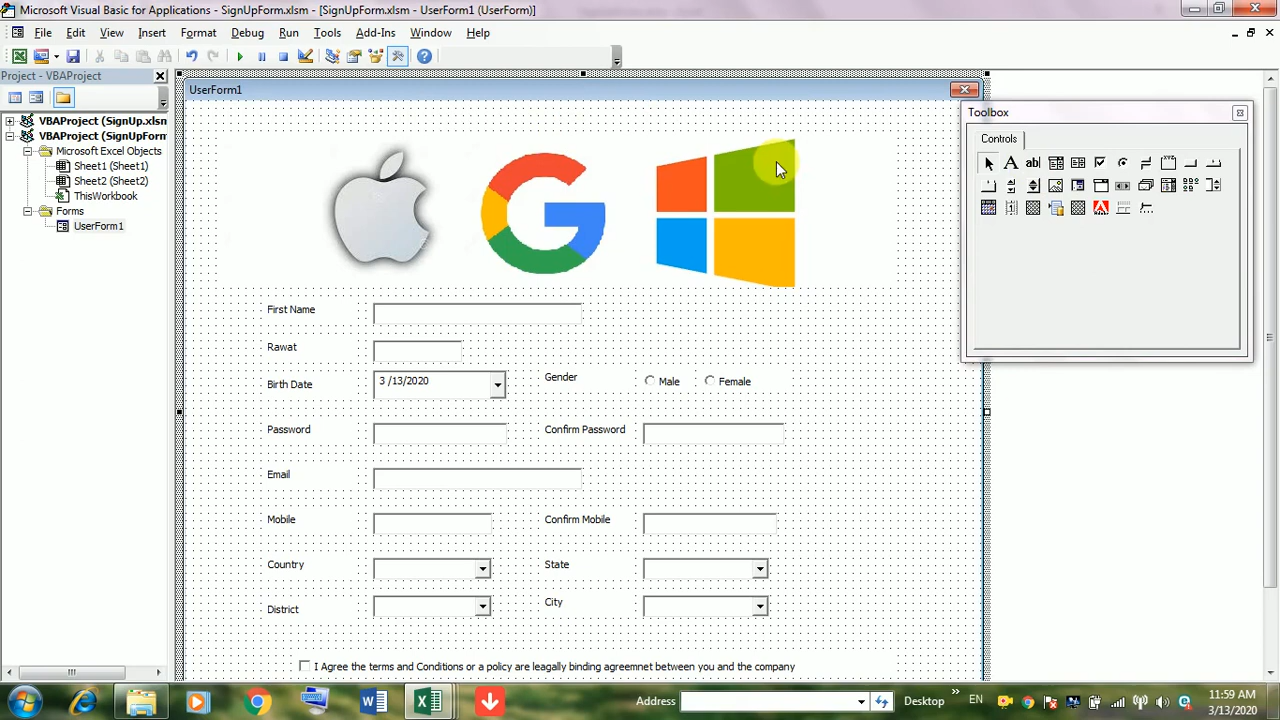 Microsoft Visual Basic for Applications - SignUpForm.xlsm - [SignUpForm.xlsm - UserForm1 (UserForm)]
File Edit View Insert Format Debug Run Tools Add-Ins Window Help
Project - VBAProject
UserForm1
Toolbox
Controls
A ab|
VBAProject (SignUp.xlsn
VBAProject (SignUpForm
Microsoft Excel Objects
Sheet1 (Sheet1)
Sheet2 (Sheet2)
ThisWorkbook
Forms
UserForm1
First Name
Rawat
Birth Date 3 /13/2020 Gender Male Female
Password Confirm Password
Email
Mobile Confirm Mobile
Country State
District City
I Agree the terms and Conditions or a policy are leagally binding agreemnet between you and the company
Address Desktop » EN 11:59 AM
3/13/2020